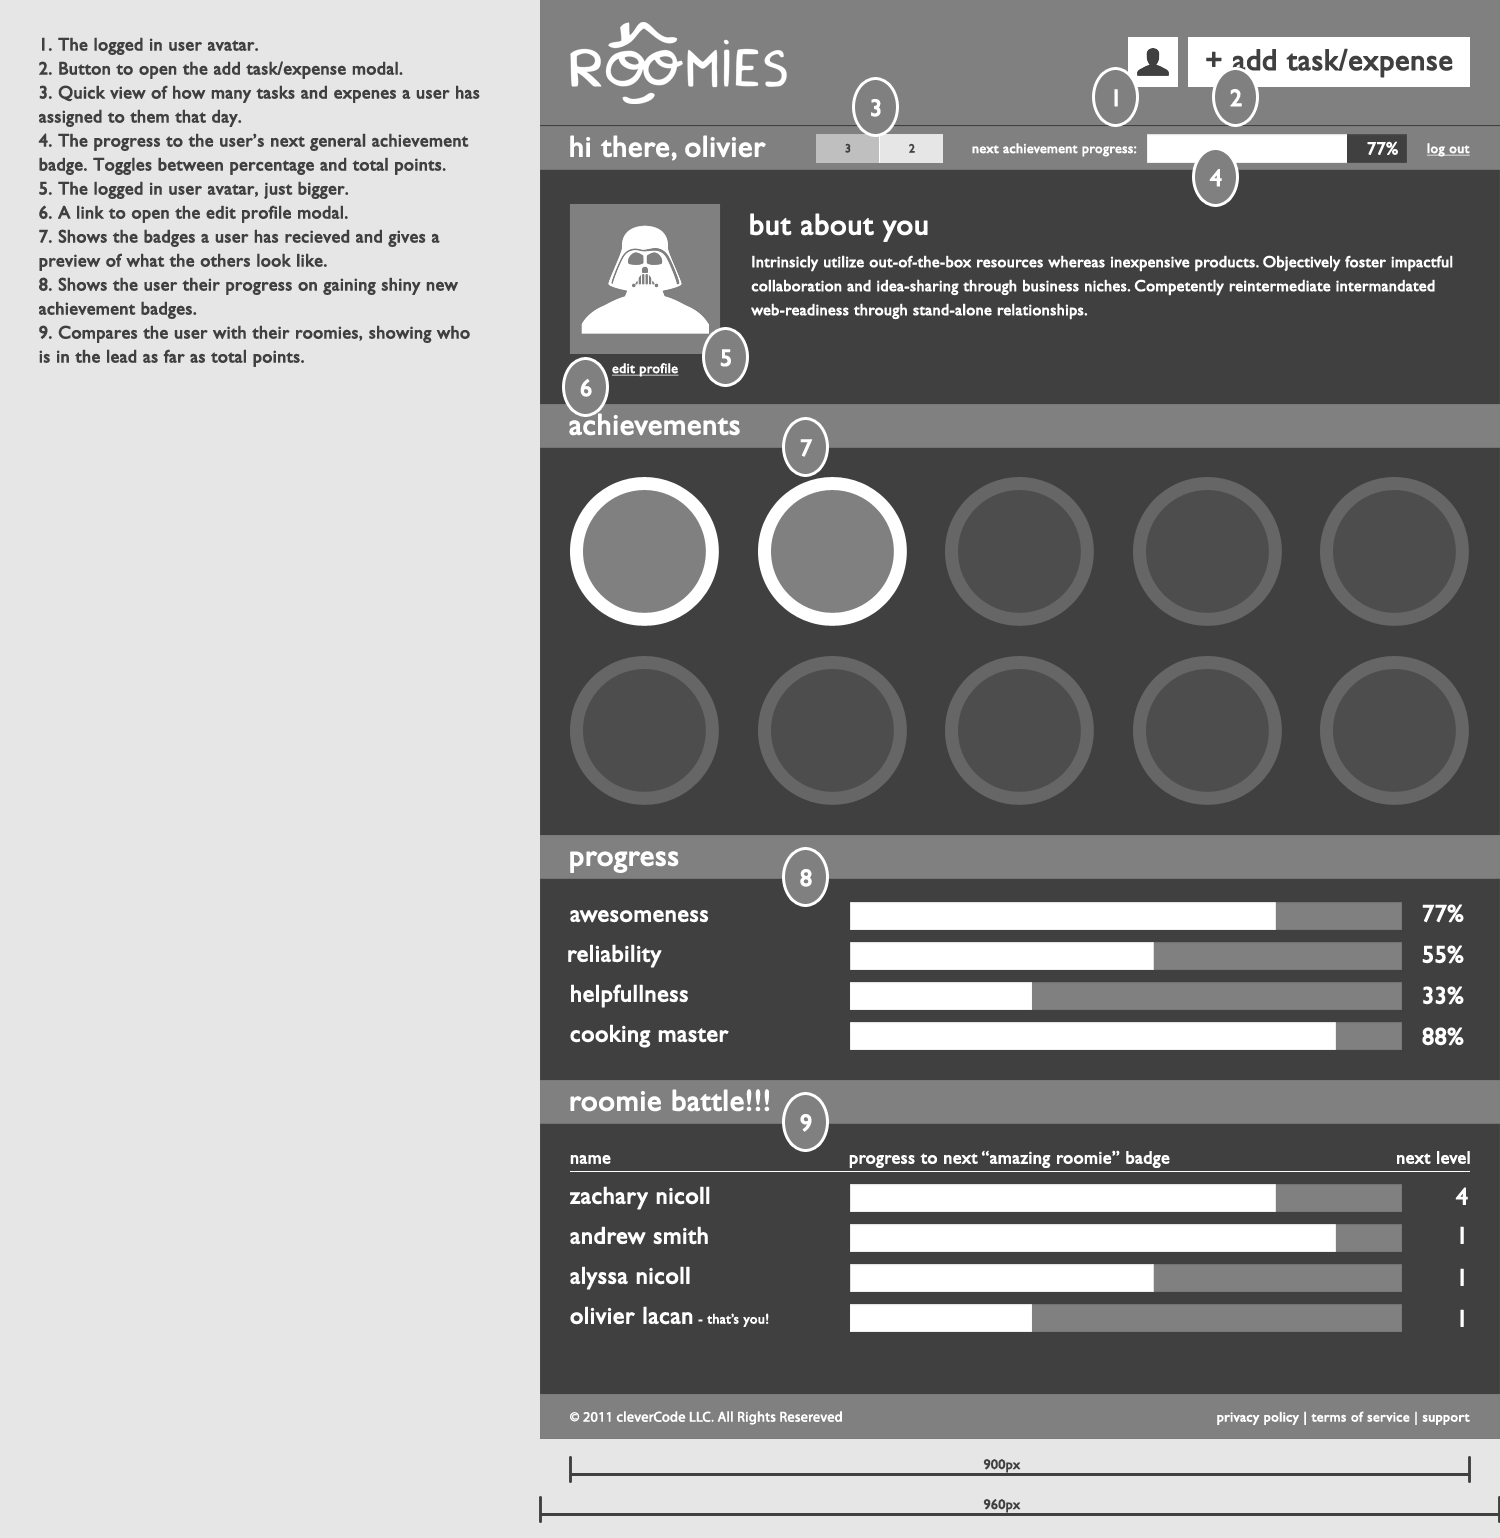 1. The logged in user avatar.
2. Button to open the add task/expense modal.
3. Quick view of how many tasks and expenes a user has
assigned to them that day.
4. The progress to the user's next general achievement
badge. Toggles between percentage and total points.
5. The logged in user avatar, just bigger.
6. A link to open the edit profile modal.
7. Shows the badges a user has recieved and gives a
preview of what the others look like.
8. Shows the user their progress on gaining shiny new
achievement badges.
9. Compares the user with their roomies, showing who
is in the lead as far as total points.
ROOMiES
+ add task/expense
1
2
3
hi there, olivier
3
2
next achievement progress:
77%
log out
4
but about you
Intrinsicly utilize out-of-the-box resources whereas inexpensive products. Objectively foster impactful
collaboration and idea-sharing through business niches. Competently reintermediate intermandated
web-readiness through stand-alone relationships.
5
edit profile
6
achievements
7
progress
8
awesomeness 77%
reliability 55%
helpfullness 33%
cooking master 88%
roomie battle!!!
9
name progress to next “amazing roomie” badge next level
zachary nicoll 4
andrew smith 1
alyssa nicoll 1
olivier lacan - that's you! 1
© 2011 cleverCode LLC. All Rights Resereved
privacy policy | terms of service | support
900px
960px